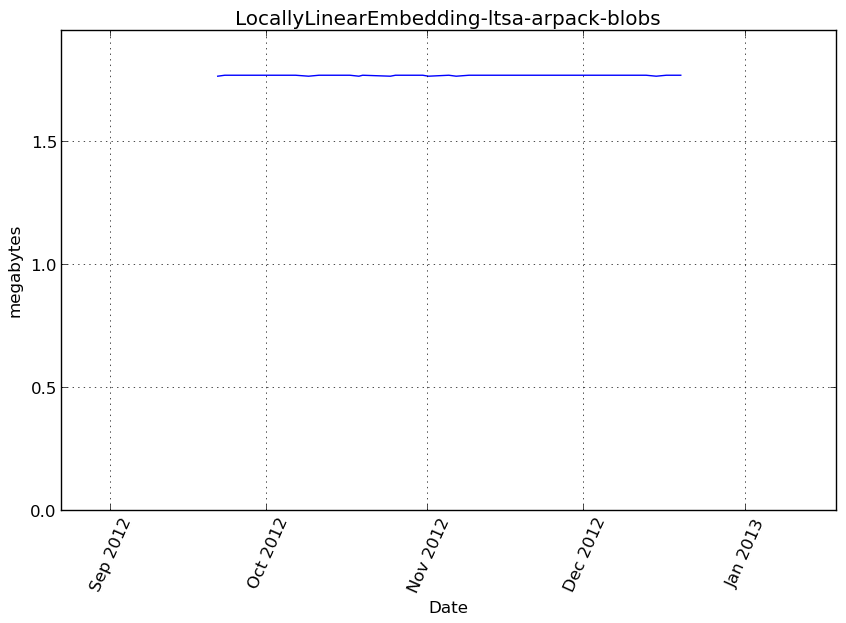 LocallyLinearEmbedding-ltsa-arpack-blobs
megabytes
1.5
1.0
0.5
0.0
Sep 2012
Oct 2012
Nov 2012
Dec 2012
Jan 2013
Date